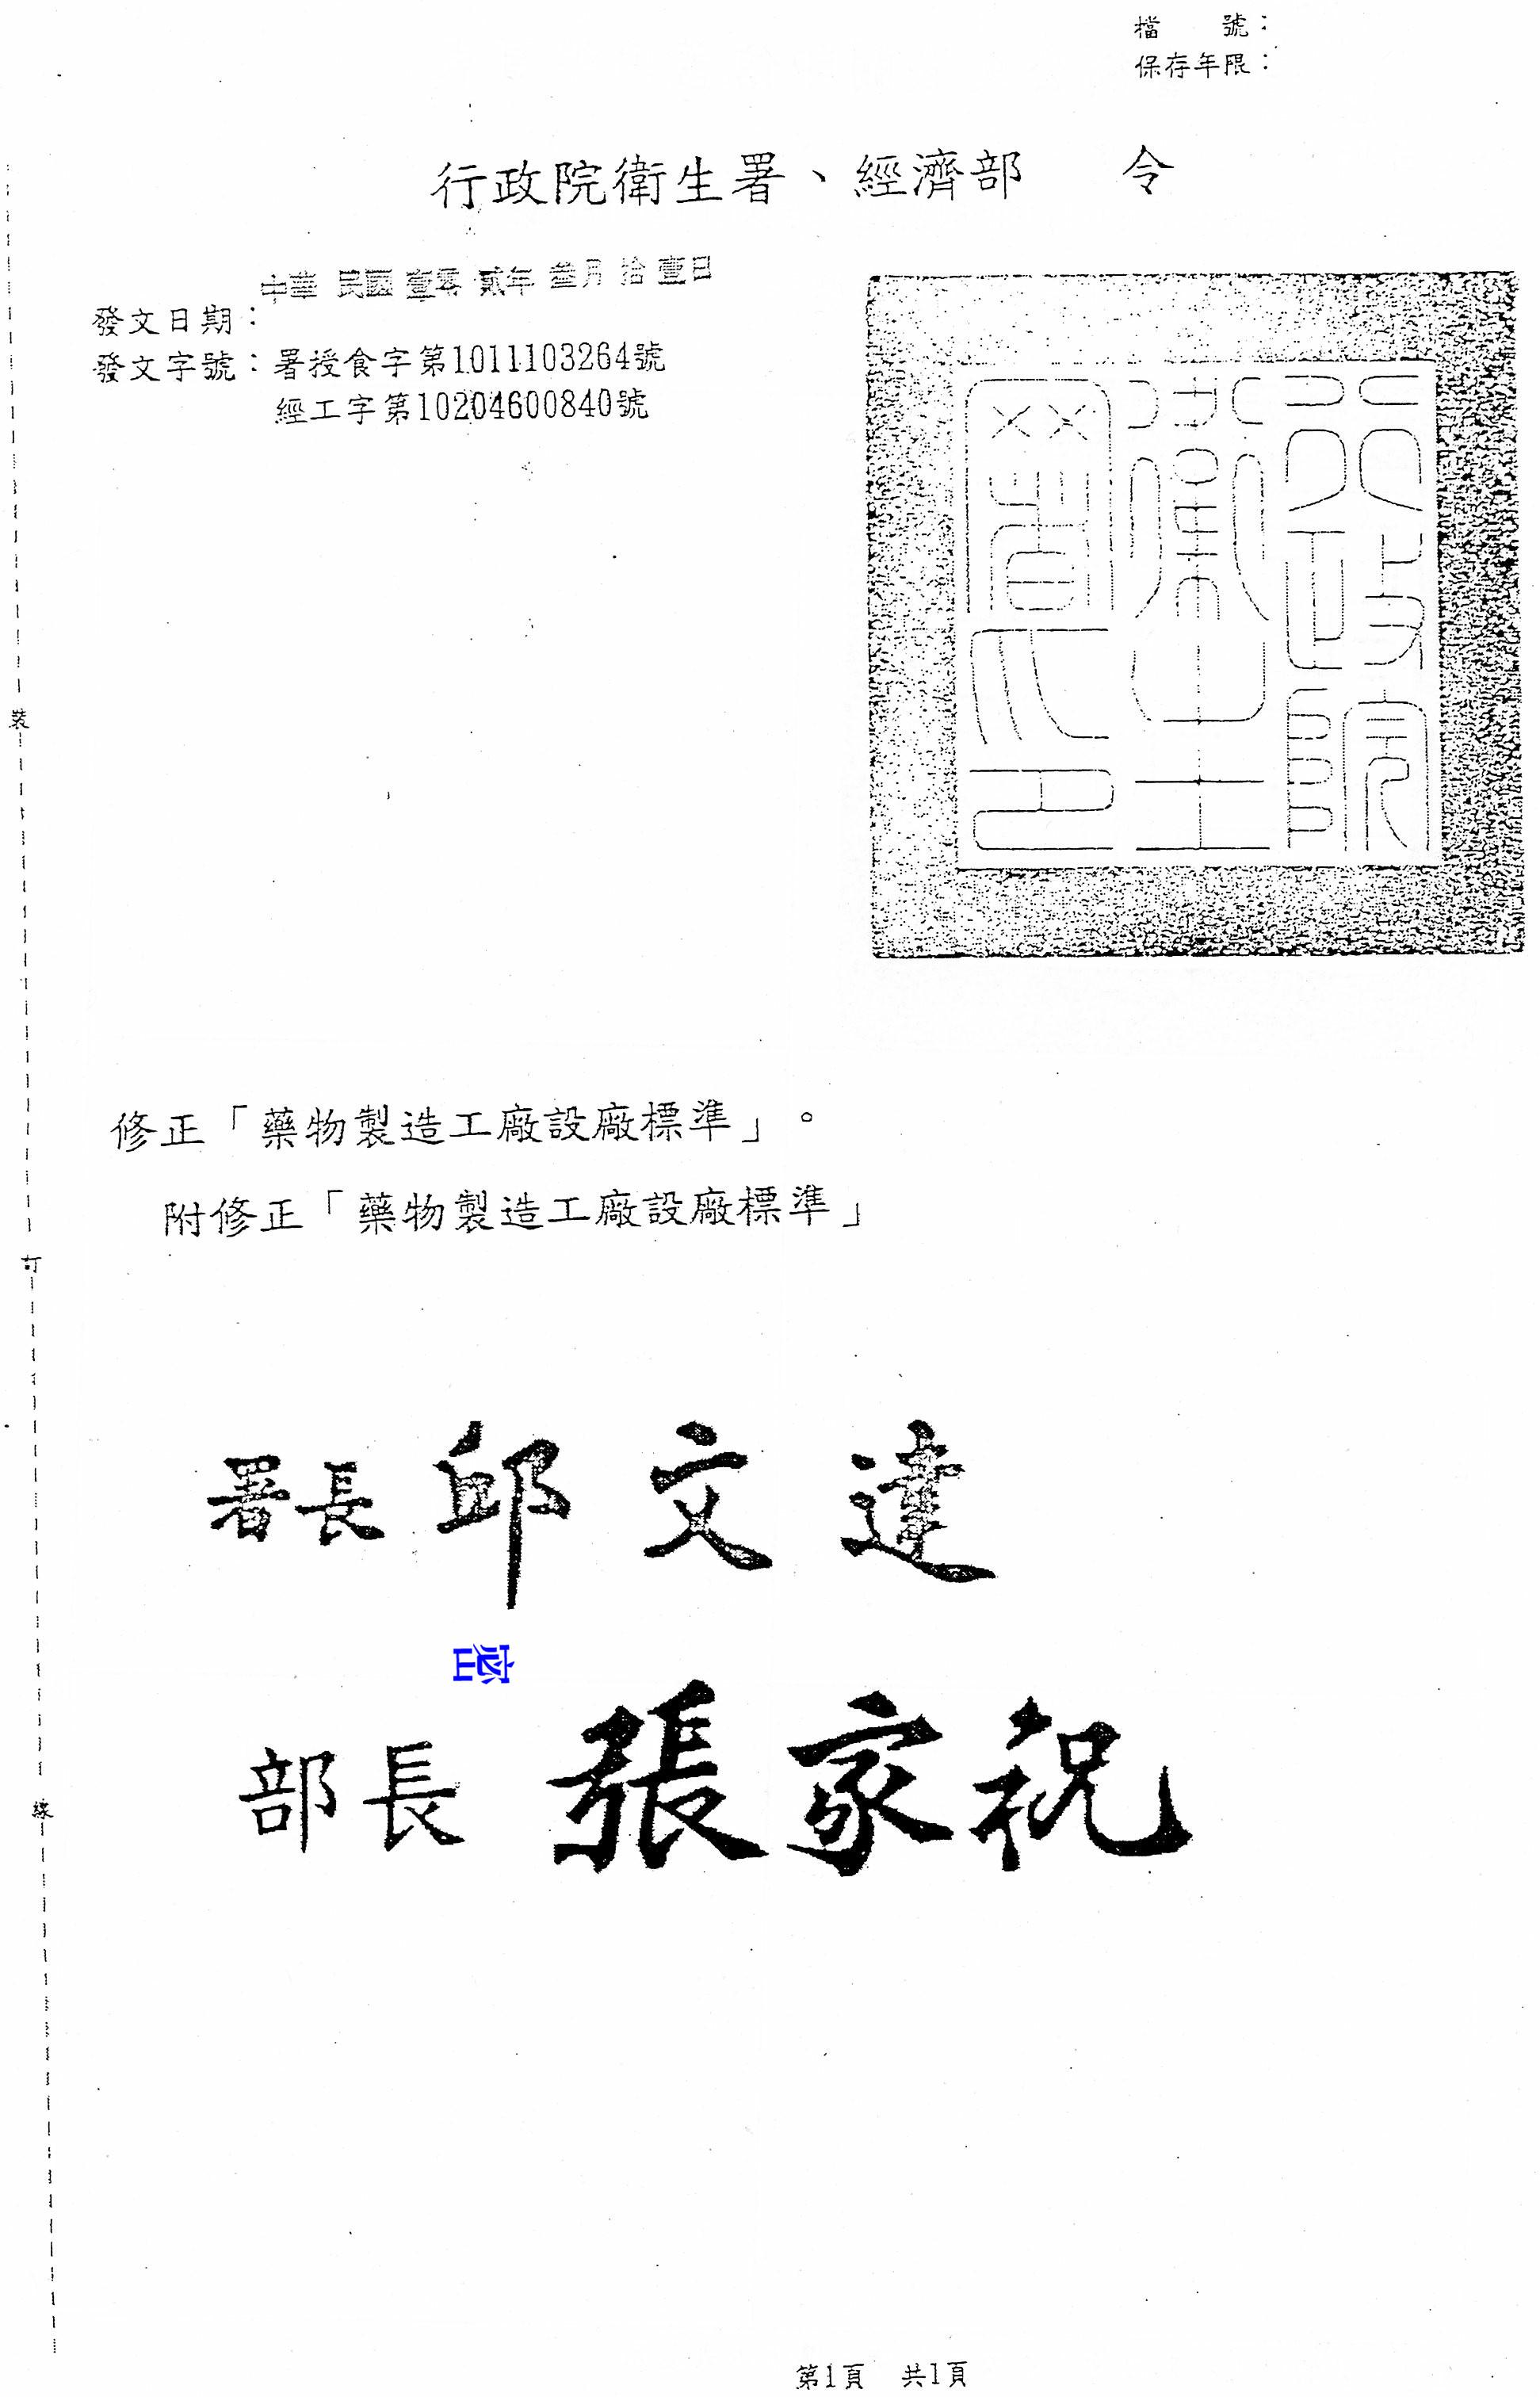 檔　　號：
保存年限：
行政院衛生署、經濟部　令
中華民國壹零貳年叁月拾壹日
發文日期：
發文字號：署授食字第1011103264號
經工字第10204600840號
行政院
衛生
署之印
修正「藥物製造工廠設廠標準」。
附修正「藥物製造工廠設廠標準」
署長 邱文達
密
部長 張家祝
裝
訂
線
第1頁　共1頁